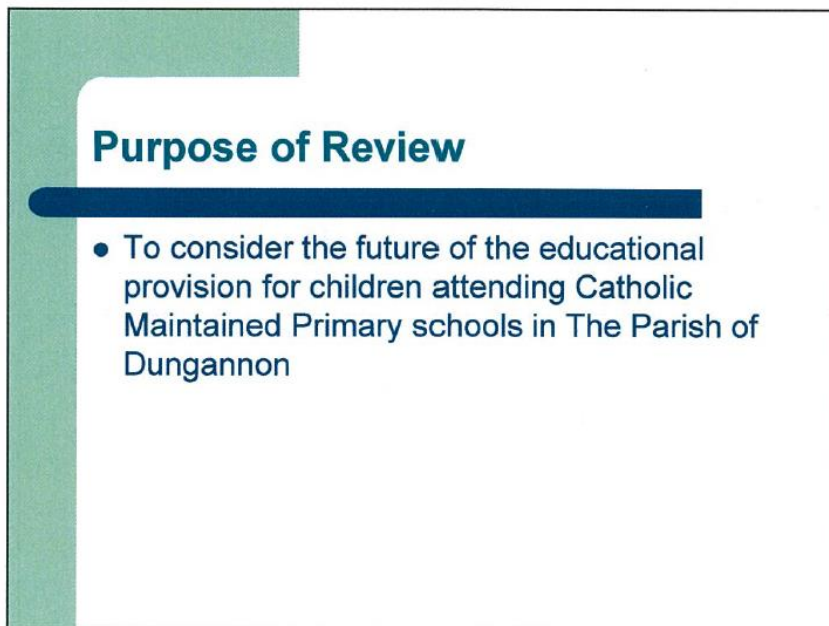 Purpose of Review
● To consider the future of the educational
provision for children attending Catholic
Maintained Primary schools in The Parish of
Dungannon